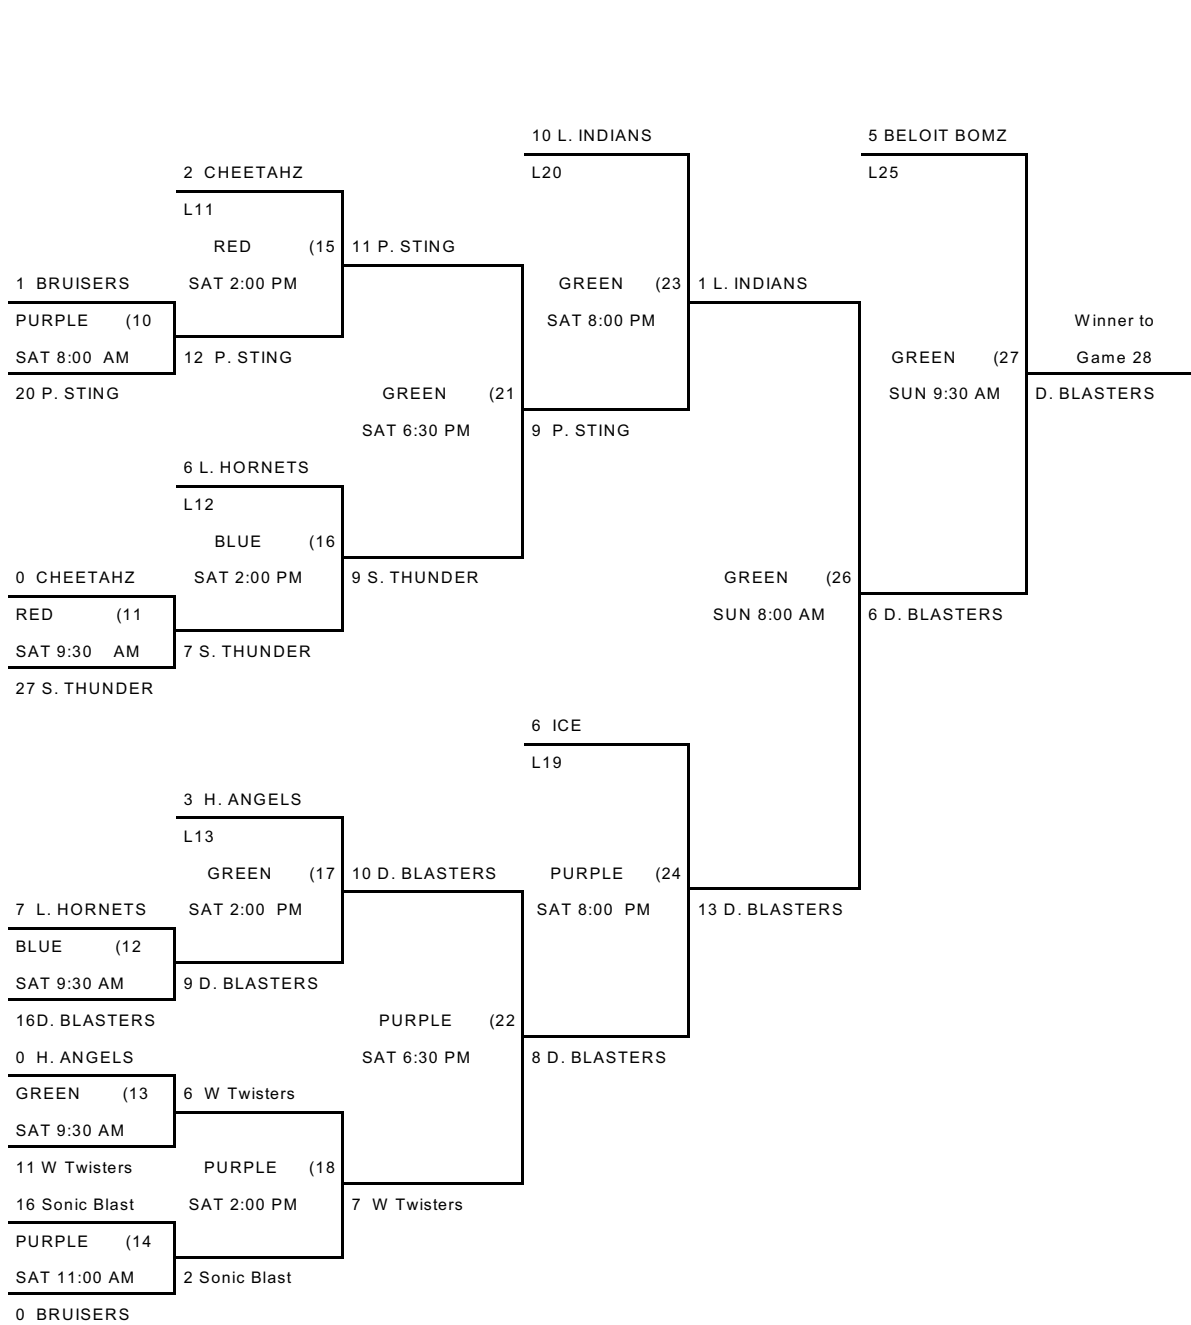 10 L. INDIANS
5 BELOIT BOMZ
2 CHEETAHZ
L20
L25
L11
RED (15
11 P. STING
1 BRUISERS
SAT 2:00 PM
GREEN (23
1 L. INDIANS
PURPLE (10
SAT 8:00 PM
Winner to
SAT 8:00 AM
12 P. STING
GREEN (27
Game 28
20 P. STING
GREEN (21
SUN 9:30 AM
D. BLASTERS
SAT 6:30 PM
9 P. STING
6 L. HORNETS
L12
BLUE (16
0 CHEETAHZ
SAT 2:00 PM
9 S. THUNDER
GREEN (26
RED (11
SUN 8:00 AM
6 D. BLASTERS
SAT 9:30 AM
7 S. THUNDER
27 S. THUNDER
6 ICE
L19
3 H. ANGELS
L13
GREEN (17
10 D. BLASTERS
PURPLE (24
7 L. HORNETS
SAT 2:00 PM
SAT 8:00 PM
13 D. BLASTERS
BLUE (12
SAT 9:30 AM
9 D. BLASTERS
16D. BLASTERS
PURPLE (22
0 H. ANGELS
SAT 6:30 PM
8 D. BLASTERS
GREEN (13
6 W Twisters
SAT 9:30 AM
11 W Twisters
PURPLE (18
16 Sonic Blast
SAT 2:00 PM
7 W Twisters
PURPLE (14
SAT 11:00 AM
2 Sonic Blast
0 BRUISERS